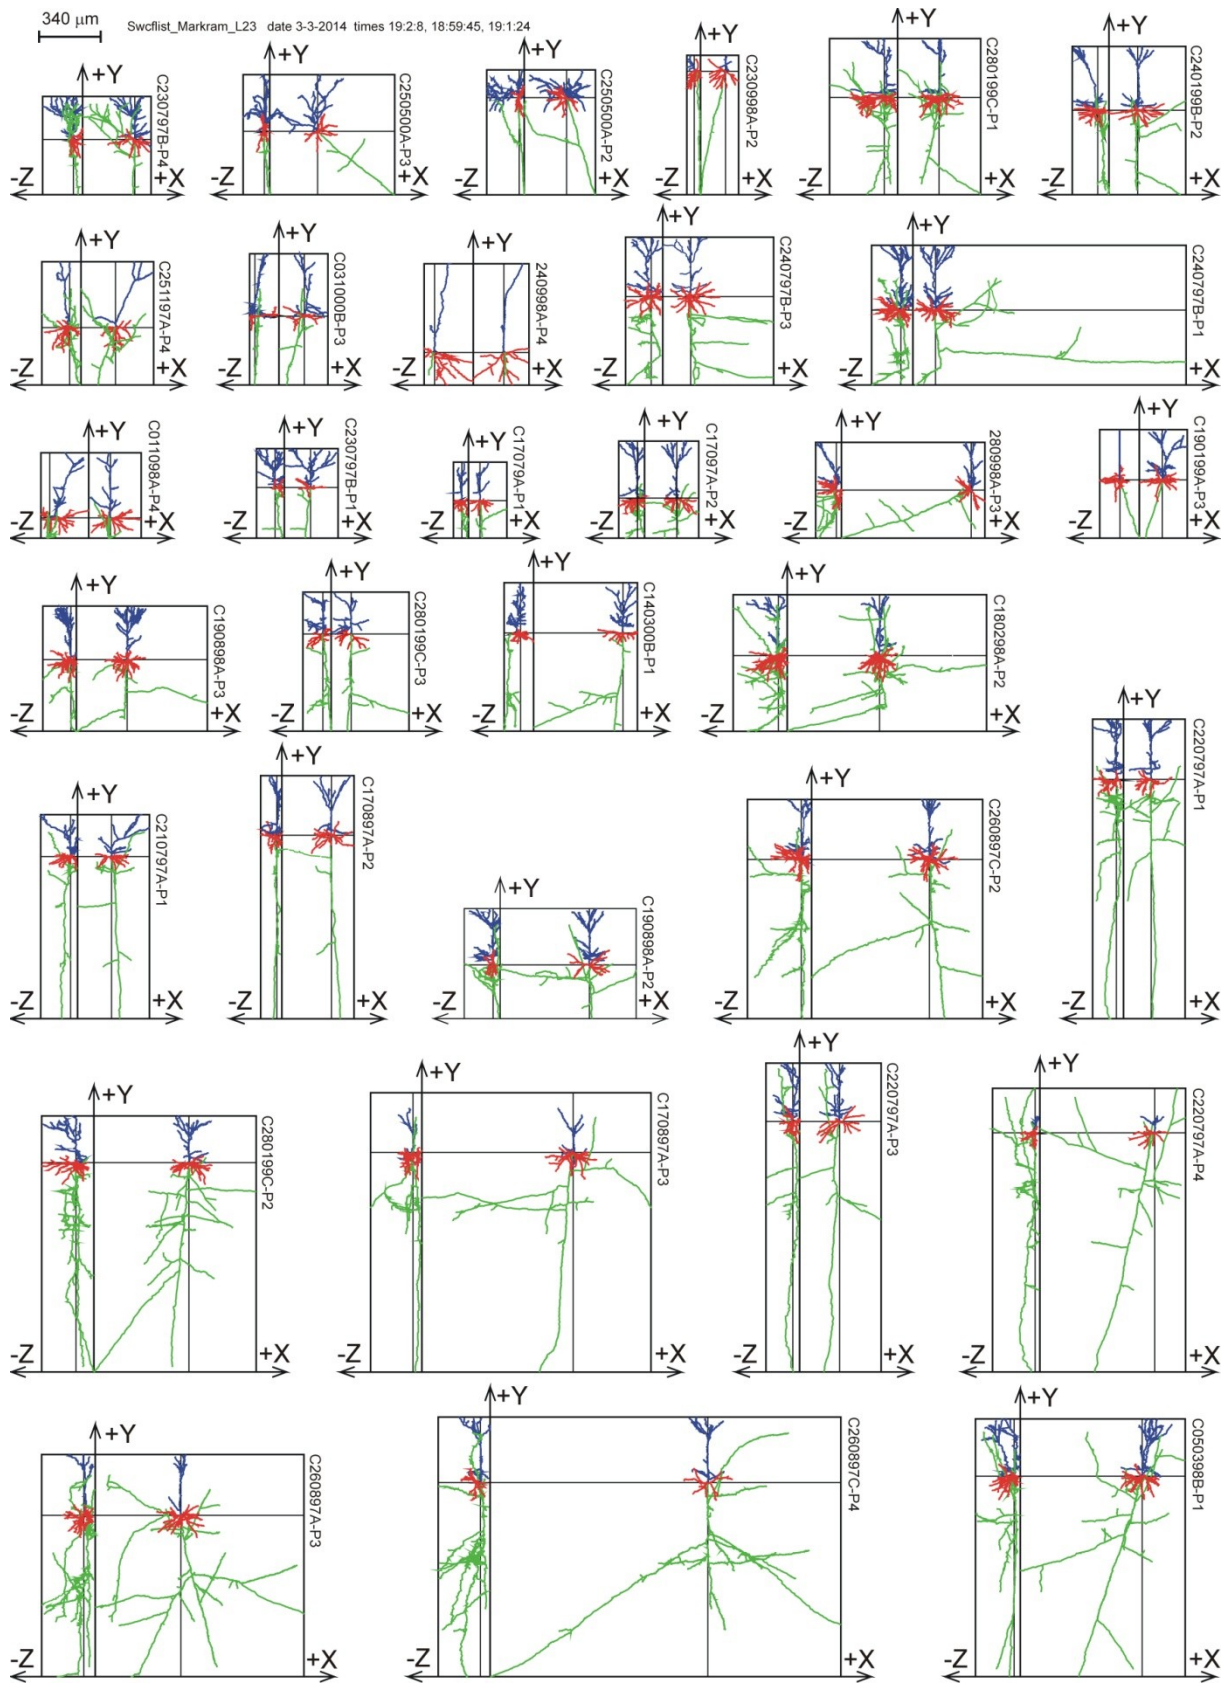 340 μm
Swcflist_Markram_L23 date 3-3-2014 times 19:2:8, 18:59:45, 19:1:24
+Y
C230797B-P4
-Z
+X
+Y
C250500A-P3
-Z
+X
+Y
C250500A-P2
-Z
+X
+Y
C230998A-P2
-Z
+X
+Y
C280199C-P1
-Z
+X
+Y
C240199B-P2
-Z
+X
+Y
C251197A-P4
-Z
+X
+Y
C031000B-P3
-Z
+X
+Y
240998A-P4
-Z
+X
+Y
C240797B-P3
-Z
+X
+Y
C240797B-P1
-Z
+X
+Y
C011098A-P4
-Z
+X
+Y
C230797B-P1
-Z
+X
+Y
C17079A-P1
-Z
+X
+Y
C17097A-P2
-Z
+X
+Y
280998A-P3
-Z
+X
+Y
C190199A-P3
-Z
+X
+Y
C190898A-P3
-Z
+X
+Y
C280199C-P3
-Z
+X
+Y
C140300B-P1
-Z
+X
+Y
C180298A-P2
-Z
+X
+Y
C220797A-P1
-Z
+X
+Y
C210797A-P1
-Z
+X
+Y
C170897A-P2
-Z
+X
+Y
C190898A-P2
-Z
+X
+Y
C260897C-P2
-Z
+X
+Y
C280199C-P2
-Z
+X
+Y
C170897A-P3
-Z
+X
+Y
C220797A-P3
-Z
+X
+Y
C220797A-P4
-Z
+X
+Y
C260897A-P3
-Z
+X
+Y
C260897C-P4
-Z
+X
+Y
C050398B-P1
-Z
+X